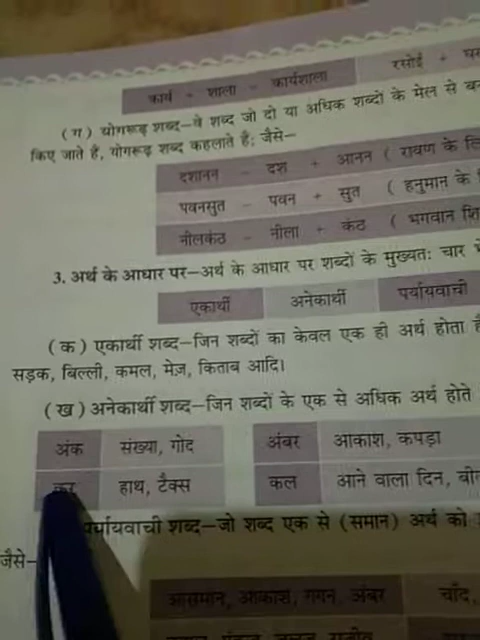 कार्य + शाला - कार्यशाला रसोई +
(ग) योगरूढ़ शब्द–वे शब्द जो दो या अधिक शब्दों के मेल से
किए जाते हैं, योगरूढ़ शब्द कहलाते हैं; जैसे–
दशानन - दश + आनन ( रावण के
पवनसुत - पवन + सुत ( हनुमान के
नीलकंठ - नीला + कंठ ( भगवान
3. अर्थ के आधार पर–अर्थ के आधार पर शब्दों के मुख्यतः चार
एकार्थी अनेकार्थी पर्यायवाची
(क) एकार्थी शब्द–जिन शब्दों का केवल एक ही अर्थ होता
सड़क, बिल्ली, कमल, मेज़, किताब आदि।
(ख) अनेकार्थी शब्द–जिन शब्दों के एक से अधिक अर्थ होते
अंक संख्या, गोद अंबर आकाश, कपड़ा
कर हाथ, टैक्स कल आने वाला दिन,
पर्यायवाची शब्द–जो शब्द एक से (समान) अर्थ को
जैसे–
आसमान, आकाश, गगन, अंबर चाँद,